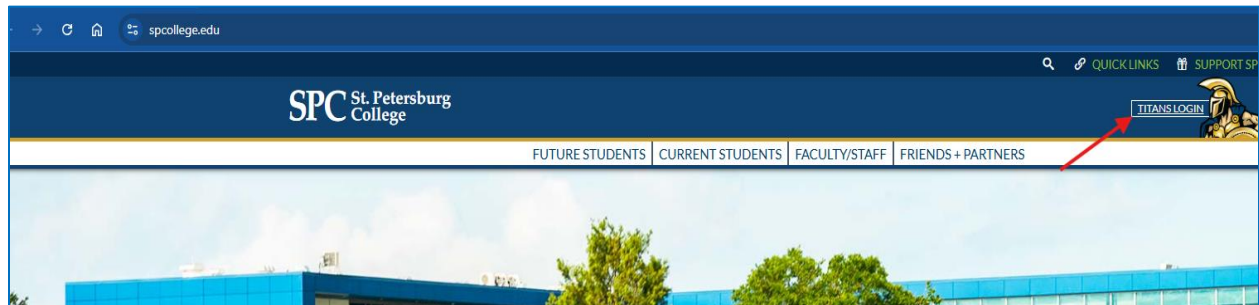 spcollege.edu
QUICK LINKS SUPPORT SP
SPC St. Petersburg
College
TITANS LOGIN
FUTURE STUDENTS CURRENT STUDENTS FACULTY/STAFF FRIENDS + PARTNERS